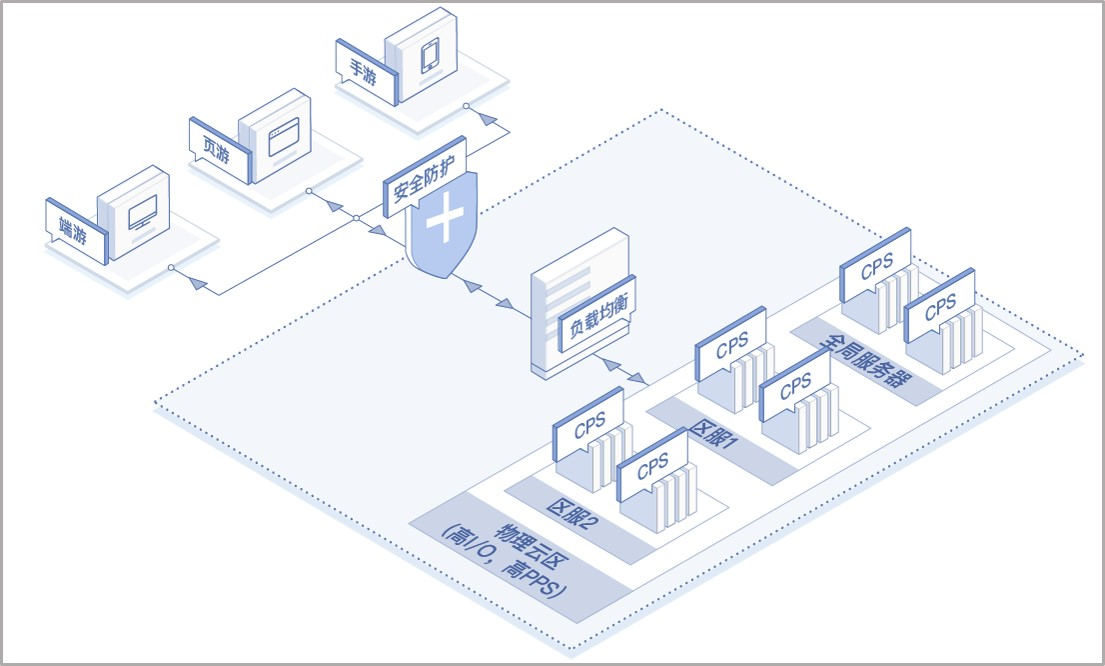 手游
页游
端游
安全防护
负载均衡
CPS
CPS
全局服务器
CPS
CPS
区服1
CPS
CPS
区服2
物理云区
(高I/O，高PPS)